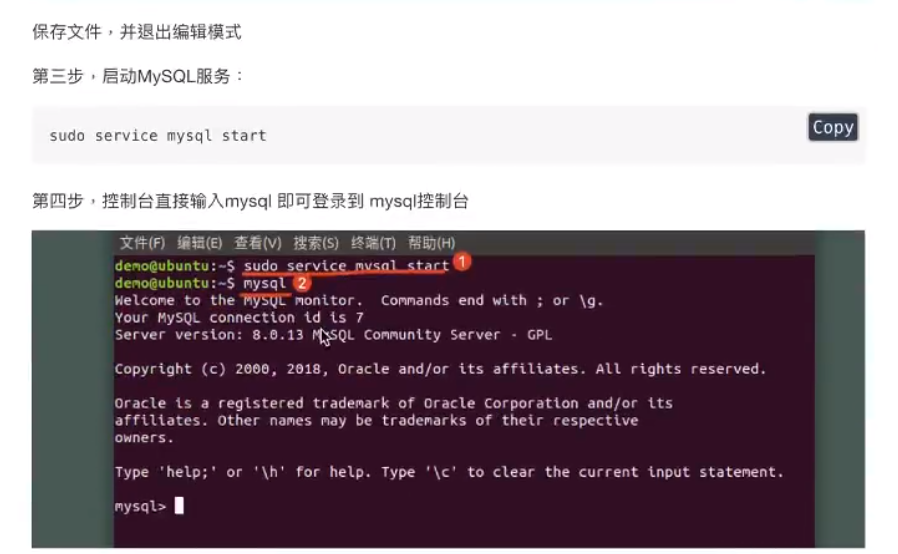 保存文件，并退出编辑模式
第三步，启动MySQL服务：
sudo service mysql start
Copy
第四步，控制台直接输入mysql 即可登录到 mysql控制台
文件(F) 编辑(E) 查看(V) 搜索(S) 终端(T) 帮助(H)
demo@ubuntu:~$ sudo service mysql start 1
demo@ubuntu:~$ mysql 2
Welcome to the MySQL monitor.  Commands end with ; or \g.
Your MySQL connection id is 7
Server version: 8.0.13 MySQL Community Server - GPL
Copyright (c) 2000, 2018, Oracle and/or its affiliates. All rights reserved.
Oracle is a registered trademark of Oracle Corporation and/or its
affiliates. Other names may be trademarks of their respective
owners.
Type 'help;' or '\h' for help. Type '\c' to clear the current input statement.
mysql>